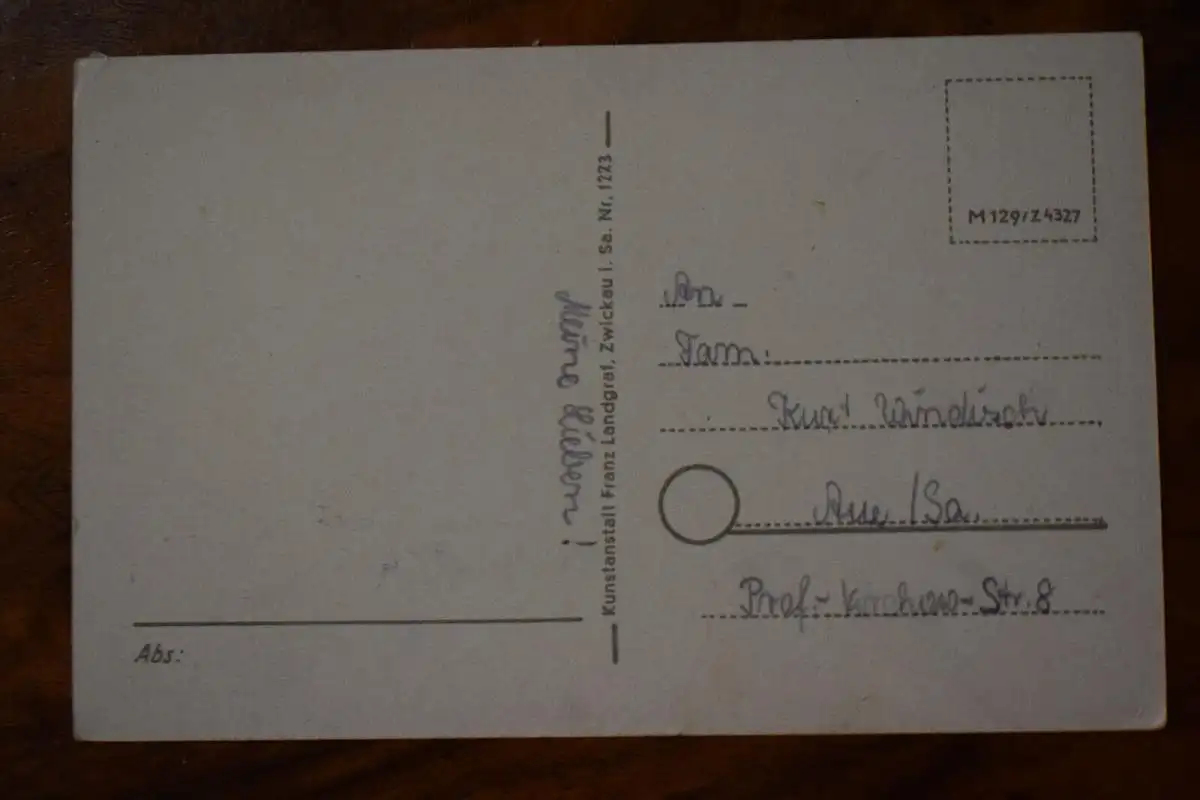 Meine Lieben!
Abs:
Kunstanstalt Franz Landgraf, Zwickau i. Sa. Nr. 1223
M 129/Z 4327
An
Fam.
Kurt Windisch
Aue /Sa.
Prof.- Virchow-Str. 8